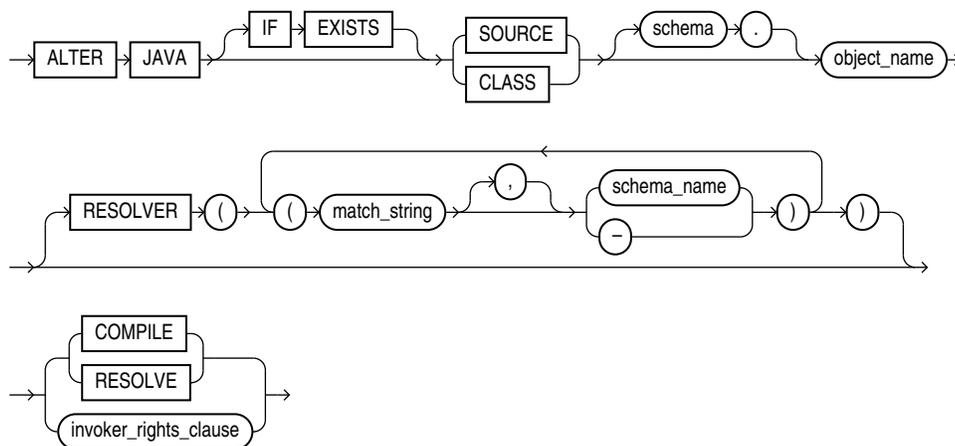 IF EXISTS SOURCE schema .
ALTER JAVA object_name
CLASS
,  schema_name
RESOLVER ( ( match_string ) )
–
COMPILE
RESOLVE
invoker_rights_clause